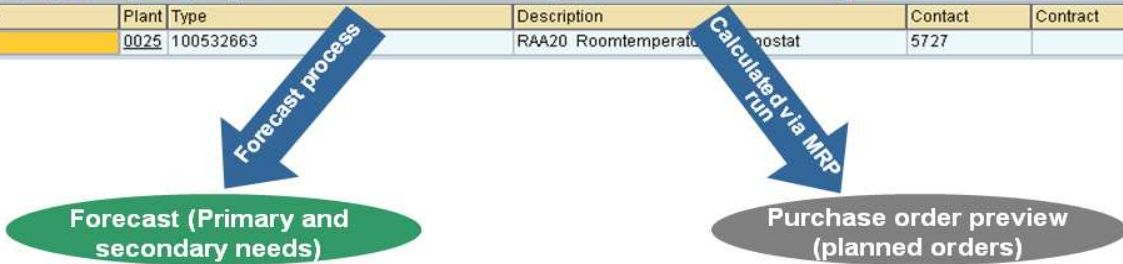 Plant Type Description Contact Contract
0025 100532663 RAA20 Roomtemperatu ostat 5727
Forecast process
Calculated via MRP
run
Forecast (Primary and
secondary needs)
Purchase order preview
(planned orders)